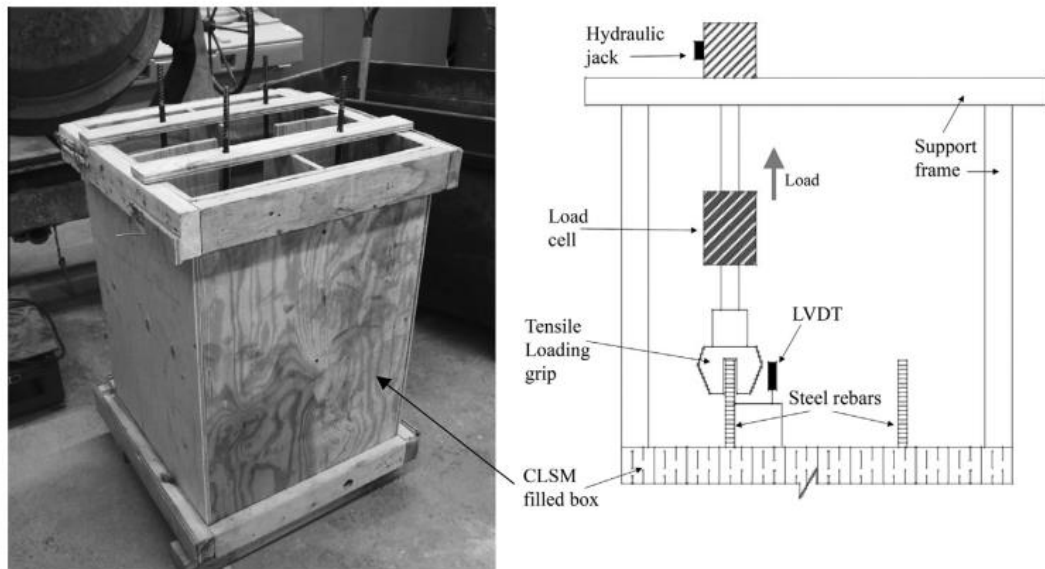 Hydraulic
jack
Support
frame
Load
Load
cell
LVDT
Tensile
Loading
grip
Steel rebars
CLSM
filled box